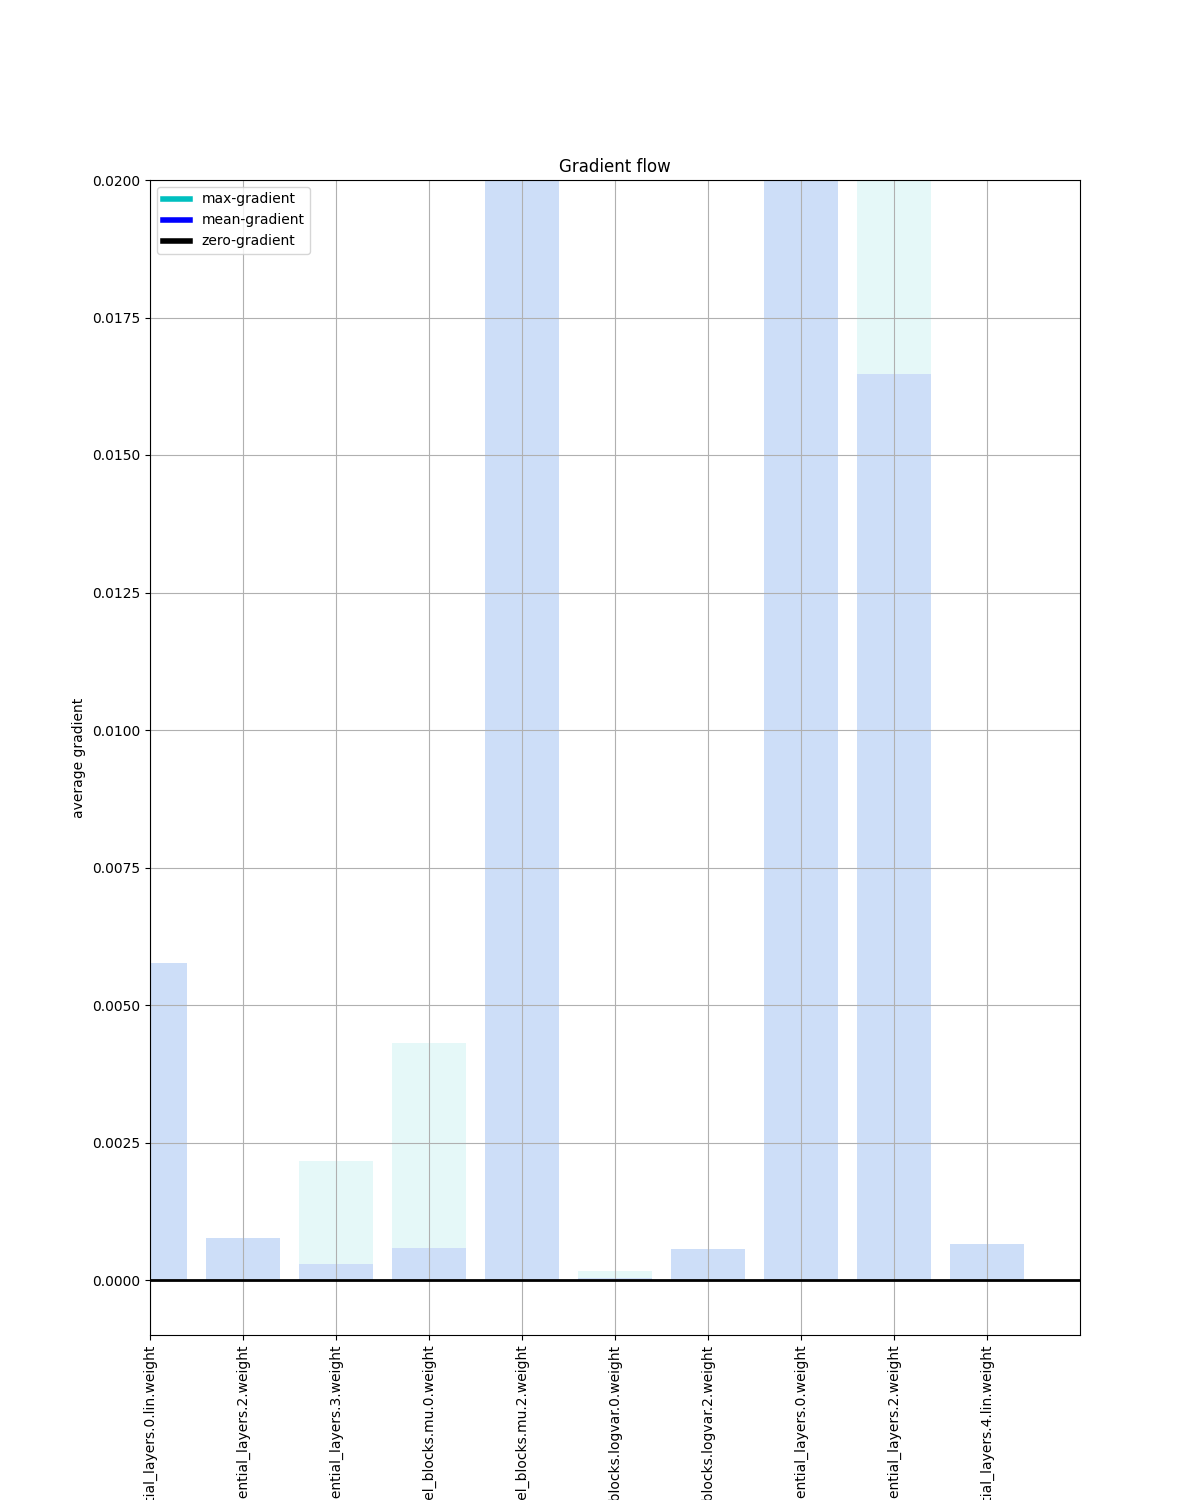 Gradient flow
max-gradient
mean-gradient
zero-gradient
0.0200
0.0175
0.0150
0.0125
0.0100
0.0075
0.0050
0.0025
0.0000
average gradient
tial_layers.0.lin.weight
ential_layers.2.weight
ential_layers.3.weight
el_blocks.mu.0.weight
el_blocks.mu.2.weight
blocks.logvar.0.weight
blocks.logvar.2.weight
ential_layers.0.weight
ential_layers.2.weight
tial_layers.4.lin.weight